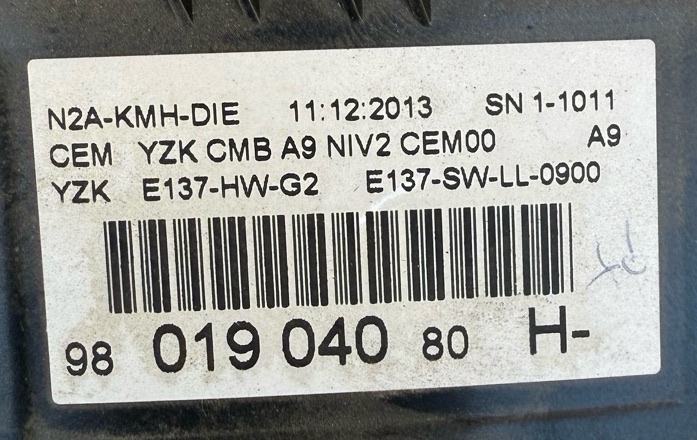 N2A-KMH-DIE 11:12:2013 SN 1-1011
CEM YZK CMB A9 NIV2 CEM00 A9
YZK E137-HW-G2 E137-SW-LL-0900
98 019 040 80 H-